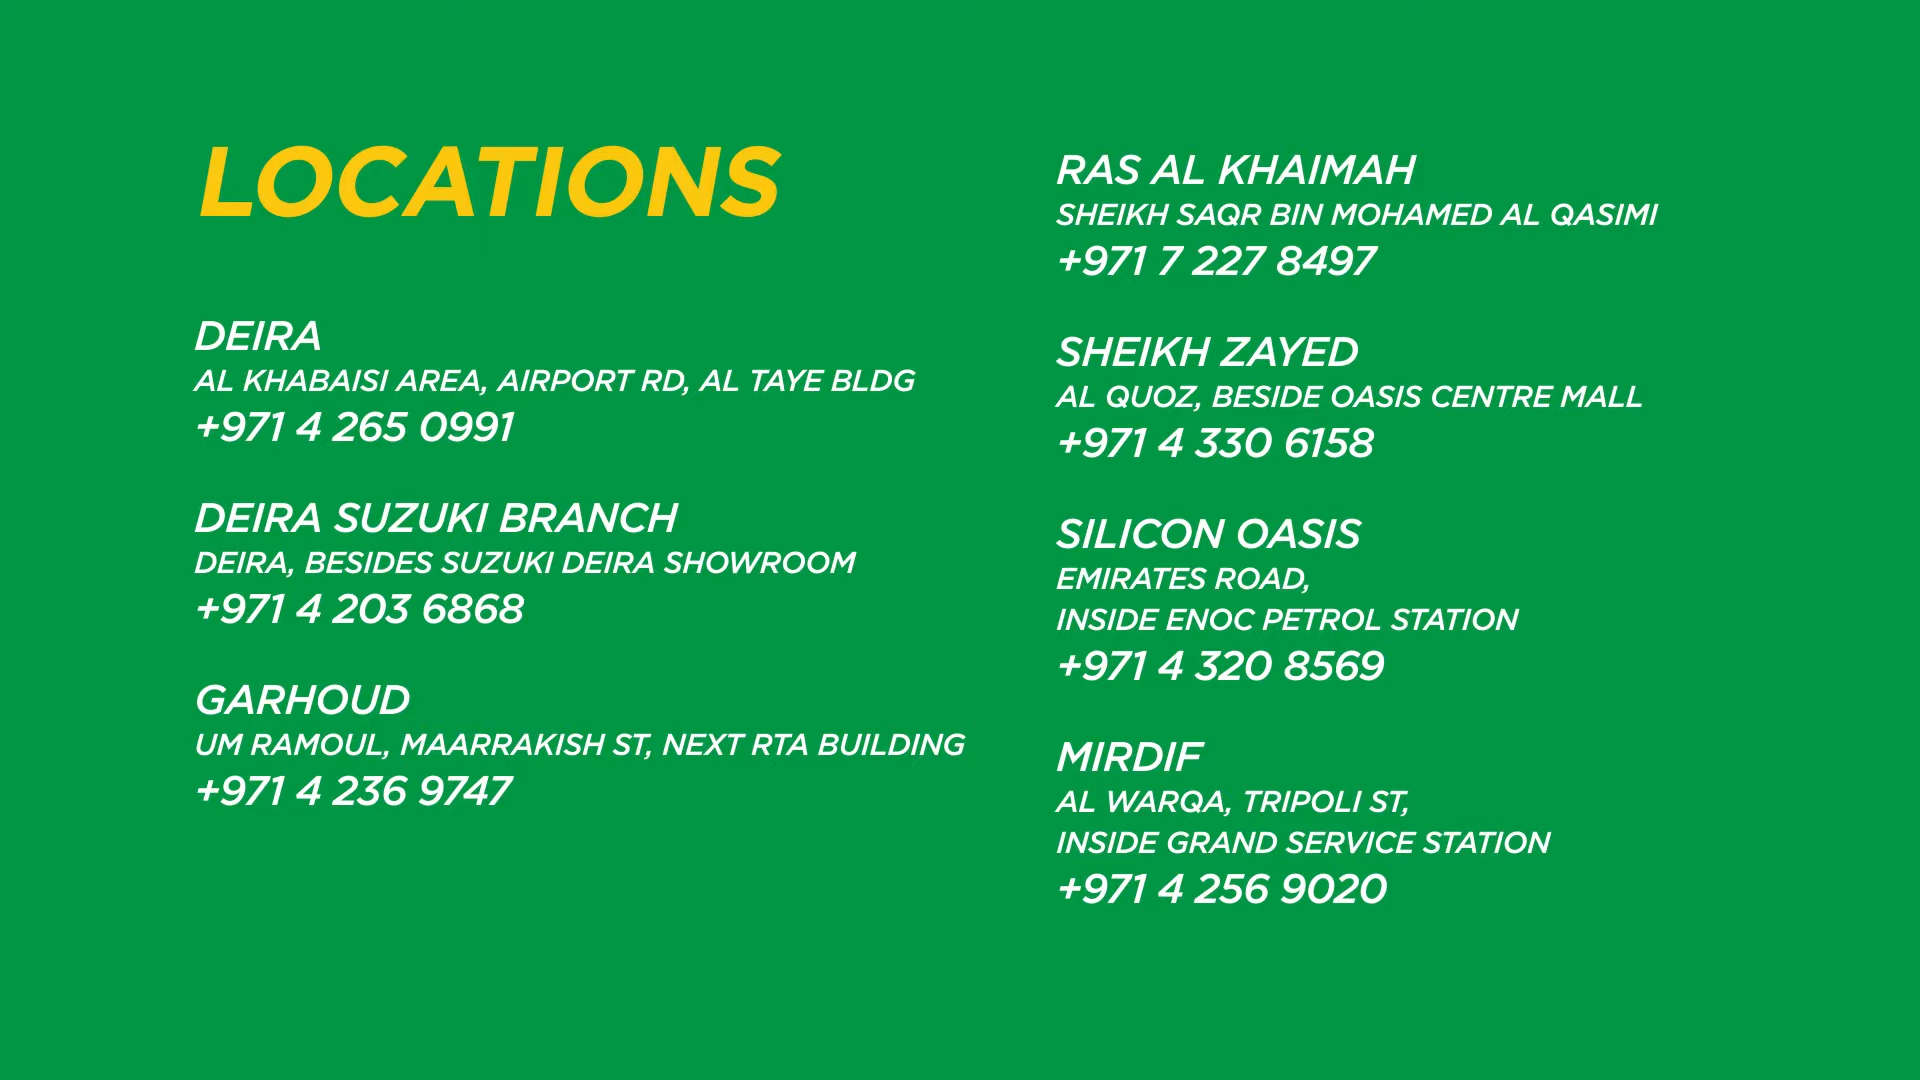 LOCATIONS
DEIRA
AL KHABAISI AREA, AIRPORT RD, AL TAYE BLDG
+971 4 265 0991
DEIRA SUZUKI BRANCH
DEIRA, BESIDES SUZUKI DEIRA SHOWROOM
+971 4 203 6868
GARHOUD
UM RAMOUL, MAARRAKISH ST, NEXT RTA BUILDING
+971 4 236 9747
RAS AL KHAIMAH
SHEIKH SAQR BIN MOHAMED AL QASIMI
+971 7 227 8497
SHEIKH ZAYED
AL QUOZ, BESIDE OASIS CENTRE MALL
+971 4 330 6158
SILICON OASIS
EMIRATES ROAD,
INSIDE ENOC PETROL STATION
+971 4 320 8569
MIRDIF
AL WARQA, TRIPOLI ST,
INSIDE GRAND SERVICE STATION
+971 4 256 9020